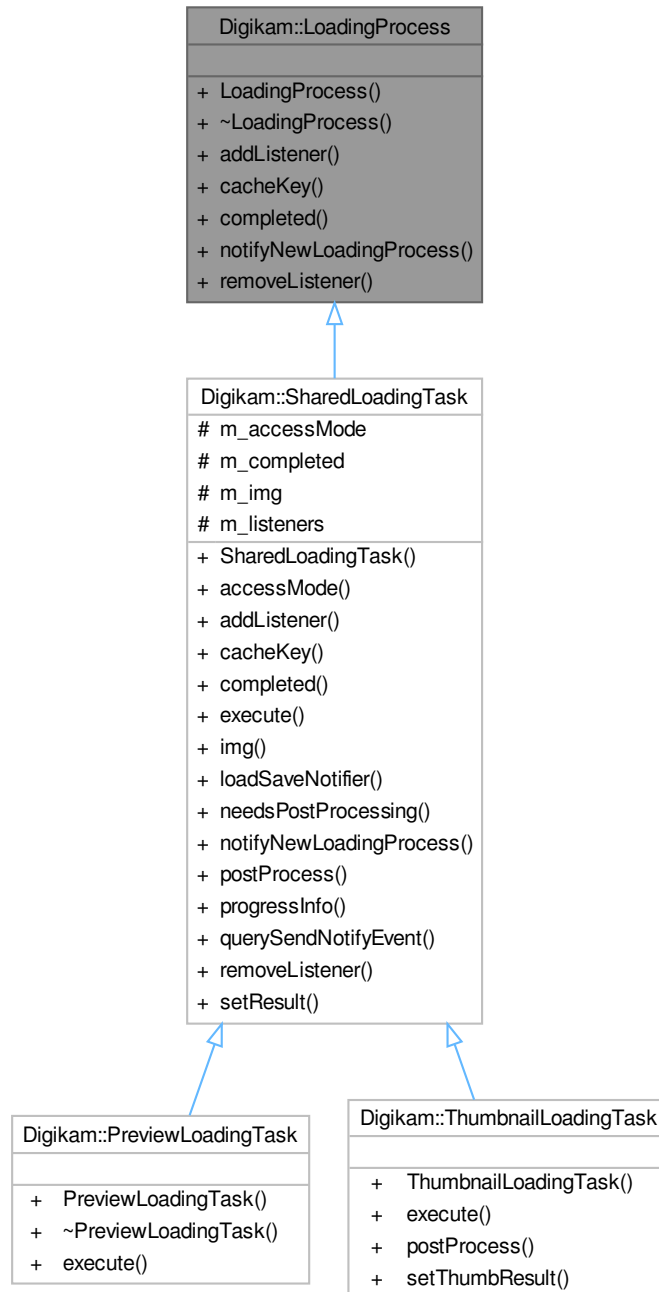 Digikam::LoadingProcess
+ LoadingProcess()
+ ~LoadingProcess()
+ addListener()
+ cacheKey()
+ completed()
+ notifyNewLoadingProcess()
+ removeListener()
Digikam::SharedLoadingTask
# m_accessMode
# m_completed
# m_img
# m_listeners
+ SharedLoadingTask()
+ accessMode()
+ addListener()
+ cacheKey()
+ completed()
+ execute()
+ img()
+ loadSaveNotifier()
+ needsPostProcessing()
+ notifyNewLoadingProcess()
+ postProcess()
+ progressInfo()
+ querySendNotifyEvent()
+ removeListener()
+ setResult()
Digikam::PreviewLoadingTask
+ PreviewLoadingTask()
+ ~PreviewLoadingTask()
+ execute()
Digikam::ThumbnailLoadingTask
+ ThumbnailLoadingTask()
+ execute()
+ postProcess()
+ setThumbResult()